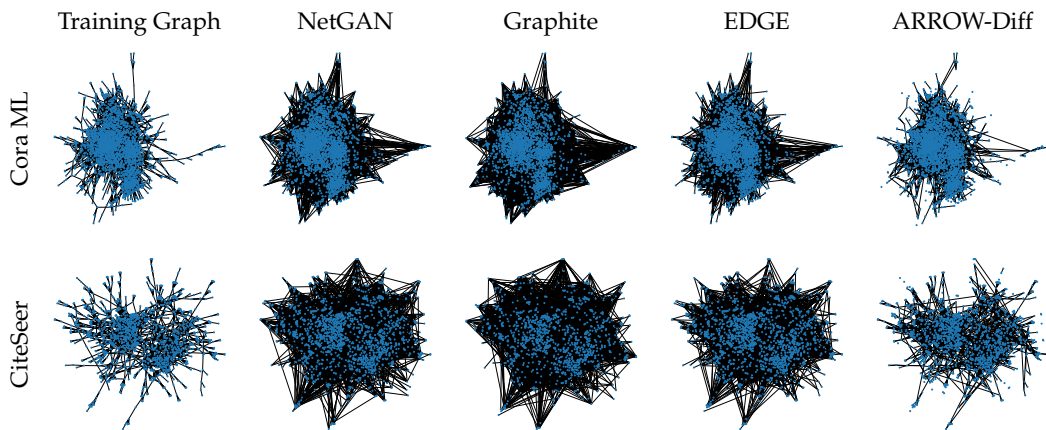 Training Graph NetGAN Graphite EDGE ARROW-Diff
Cora ML
CiteSeer